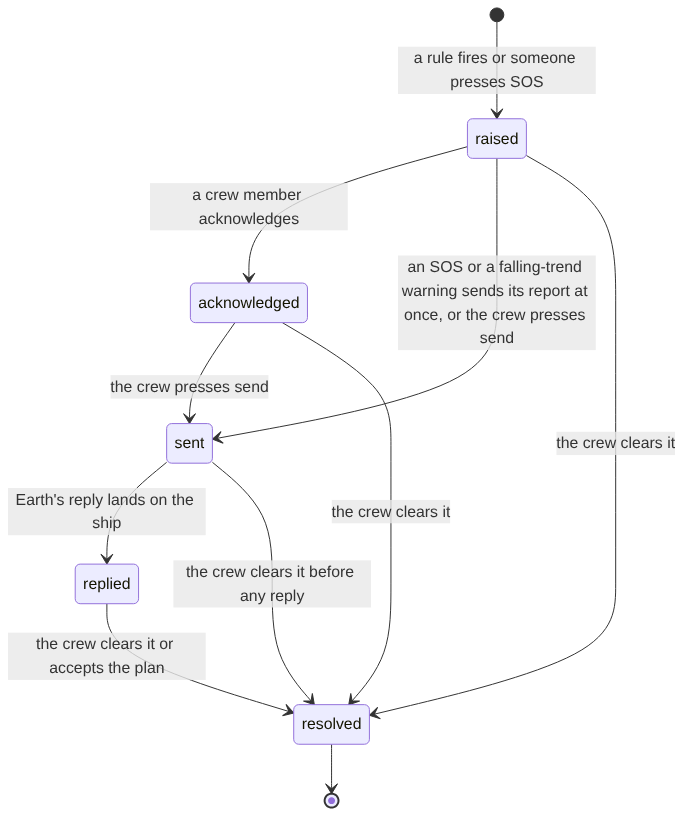 a rule fires or someone
presses SOS
raised
a crew member
acknowledges
an SOS or a falling-trend
warning sends its report at
once, or the crew presses
send
acknowledged
the crew presses send
sent
the crew clears it
Earth's reply lands on the
ship
the crew clears it
the crew clears it before
any reply
replied
the crew clears it or
accepts the plan
resolved